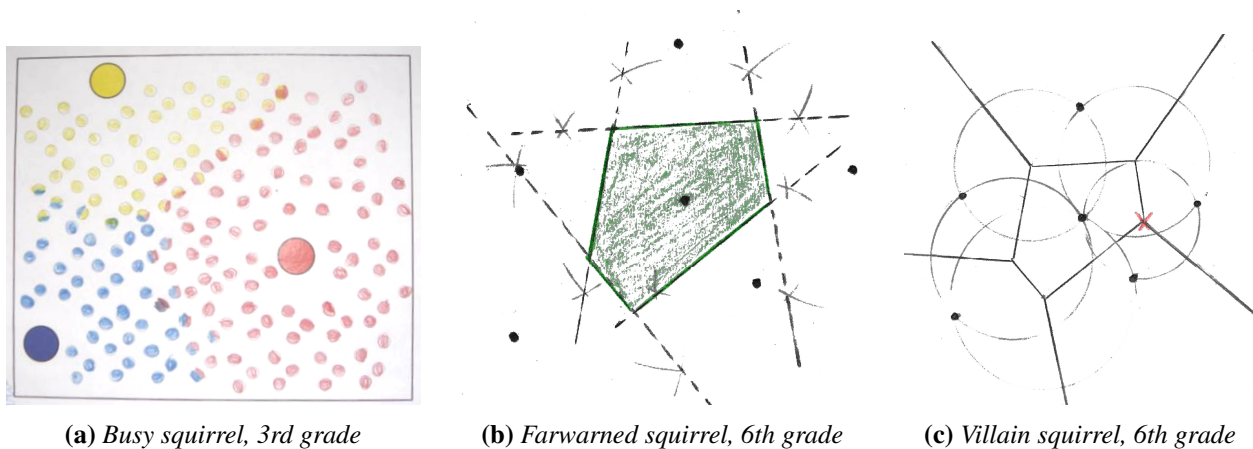 (a) Busy squirrel, 3rd grade
(b) Farwarned squirrel, 6th grade
(c) Villain squirrel, 6th grade